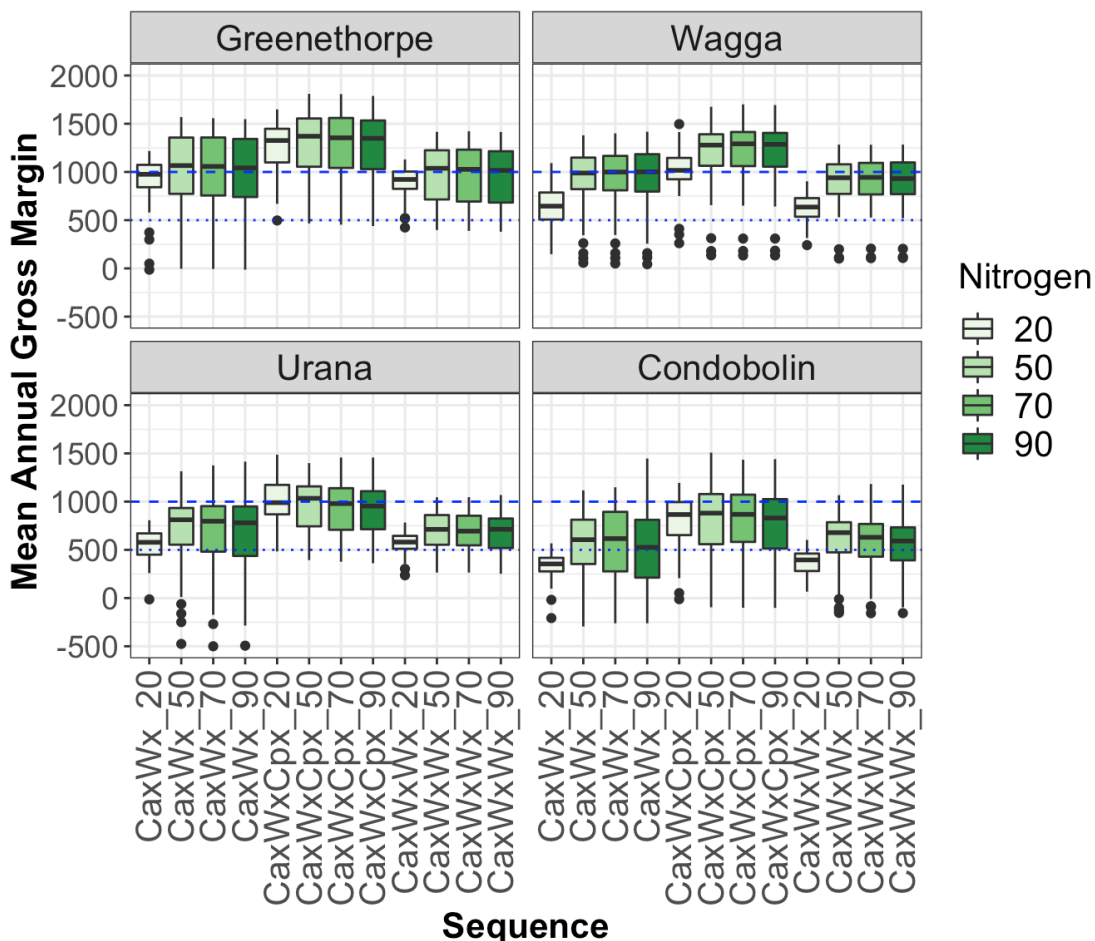 Greenethorpe
Wagga
2000
1500
1000
500
0
-500
Urana
Condobolin
2000
1500
1000
500
0
-500
Mean Annual Gross Margin
CaxWx_20
CaxWx_50
CaxWx_70
CaxWx_90
CaxWxCpx_20
CaxWxCpx_50
CaxWxCpx_70
CaxWxCpx_90
CaxWxWx_20
CaxWxWx_50
CaxWxWx_70
CaxWxWx_90
CaxWx_20
CaxWx_50
CaxWx_70
CaxWx_90
CaxWxCpx_20
CaxWxCpx_50
CaxWxCpx_70
CaxWxCpx_90
CaxWxWx_20
CaxWxWx_50
CaxWxWx_70
CaxWxWx_90
Sequence
Nitrogen
20
50
70
90